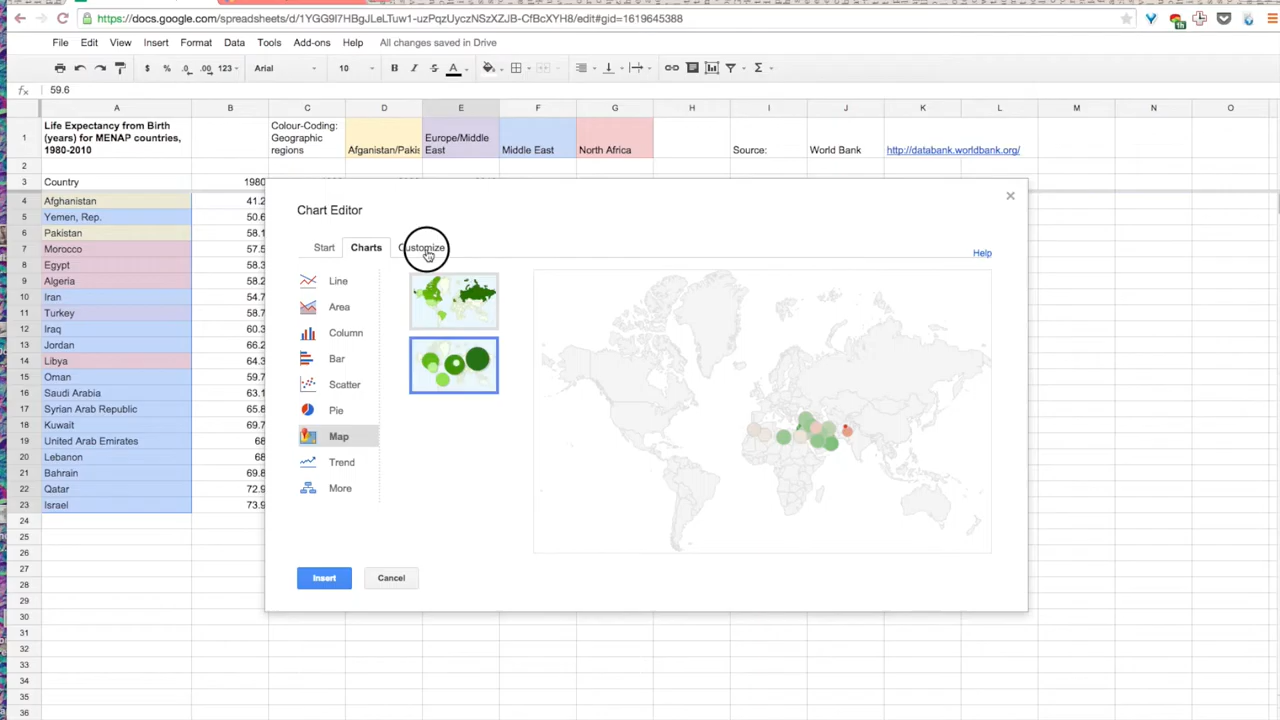 https://docs.google.com/spreadsheets/d/1YGG9I7HBgJLeLTuw1-uzPqzUyczNSzXZJB-CfBcXYH8/edit#gid=1619645388
1h
File Edit View Insert Format Data Tools Add-ons Help All changes saved in Drive
$ % .0 .00 123 Arial 10 B I S A Σ
fx 59.6
A B C D E F G H I J K L M N O
1 Life Expectancy from Birth (years) for MENAP countries, 1980-2010 Colour-Coding: Geographic regions Afganistan/Pakis Europe/Middle East Middle East North Africa Source: World Bank http://databank.worldbank.org/
2
3 Country 1980
4 Afghanistan 41.2
5 Yemen, Rep. 50.6
6 Pakistan 58.1
7 Morocco 57.5
8 Egypt 58.3
9 Algeria 58.2
10 Iran 54.7
11 Turkey 58.7
12 Iraq 60.3
13 Jordan 66.2
14 Libya 64.3
15 Oman 59.7
16 Saudi Arabia 63.1
17 Syrian Arab Republic 65.8
18 Kuwait 69.7
19 United Arab Emirates 68
20 Lebanon 68
21 Bahrain 69.8
22 Qatar 72.9
23 Israel 73.9
24
25
26
27
28
29
30
31
32
33
34
35
36
Chart Editor
Start Charts Customize
Help
Line
Area
Column
Bar
Scatter
Pie
Map
Trend
More
Insert Cancel